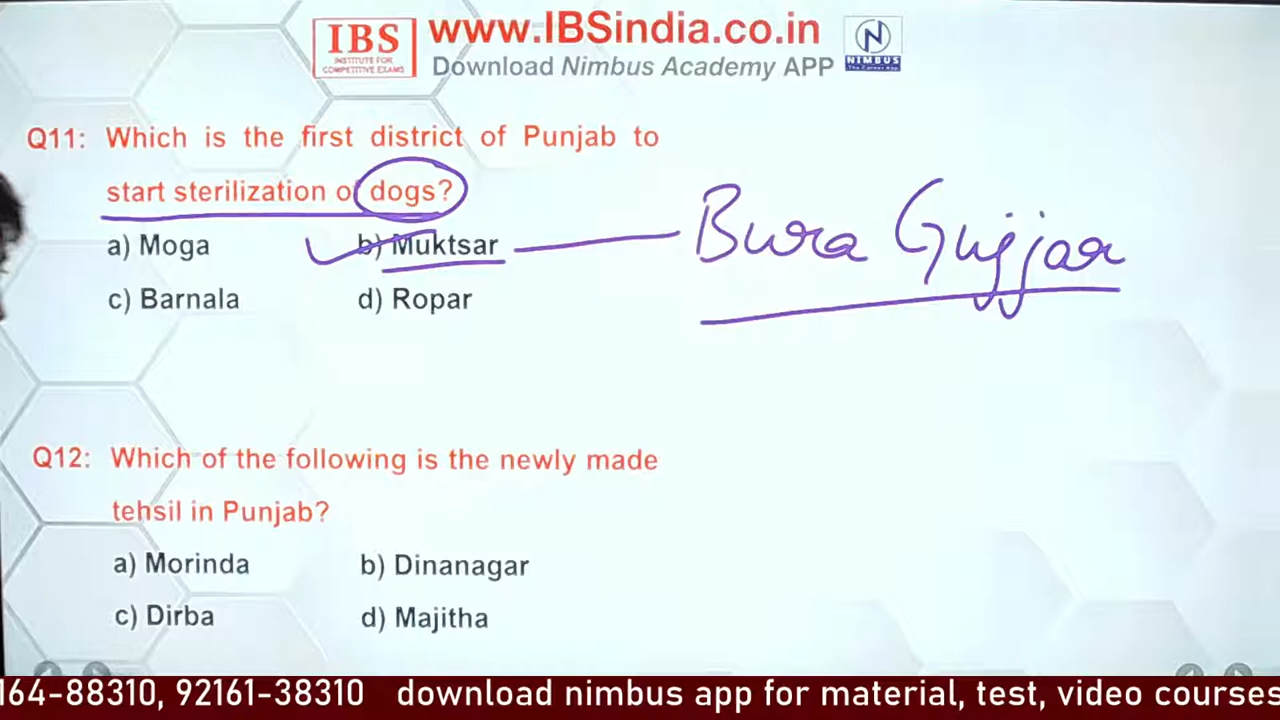 IBS
INSTITUTE FOR
COMPETITIVE EXAMS
www.IBSindia.co.in
Download Nimbus Academy APP
N
NIMBUS
The Career App
Q11: Which is the first district of Punjab to
start sterilization of dogs?
a) Moga b) Muktsar
Bura Gujjar
c) Barnala d) Ropar
Q12: Which of the following is the newly made
tehsil in Punjab?
a) Morinda b) Dinanagar
c) Dirba d) Majitha
164-88310, 92161-38310 download nimbus app for material, test, video courses